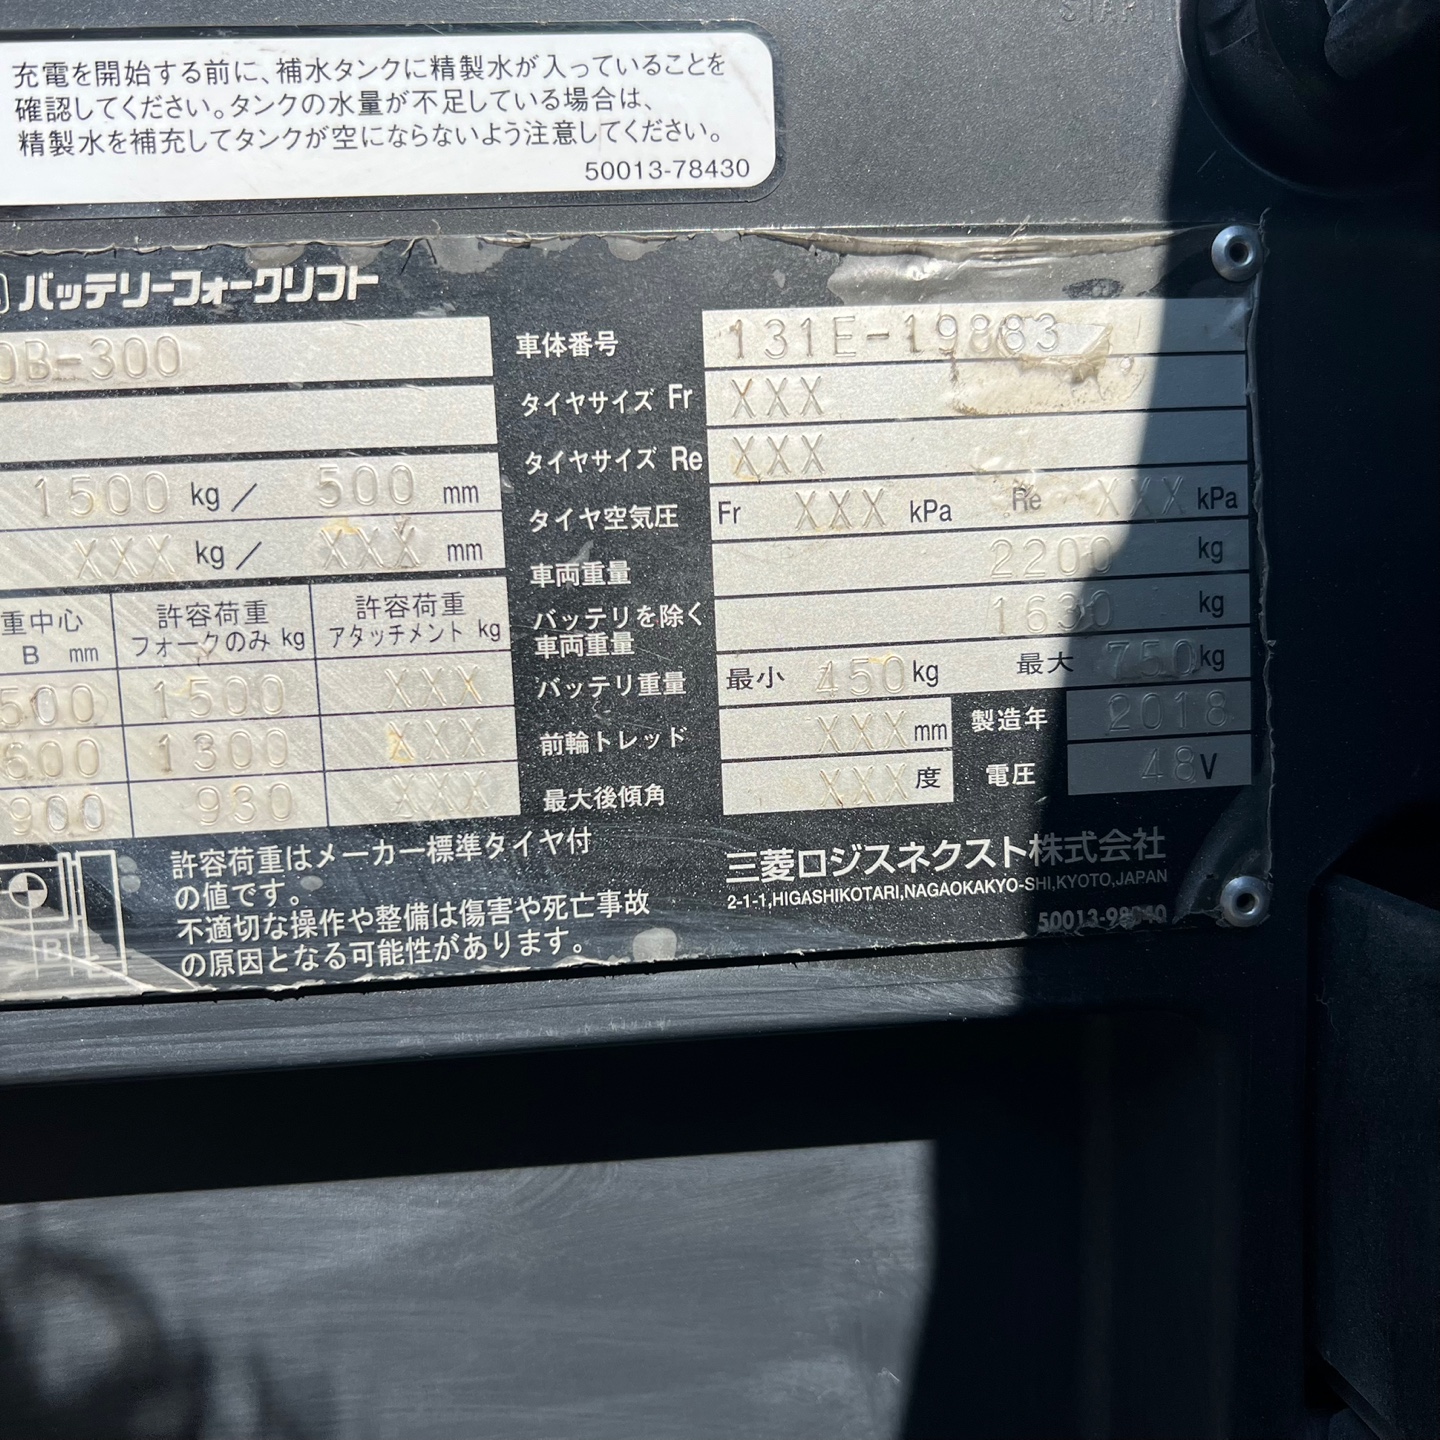 START
充電を開始する前に、補水タンクに精製水が入っていることを
確認してください。タンクの水量が不足している場合は、
精製水を補充してタンクが空にならないよう注意してください。
50013-78430
バッテリーフォークリフト
0B-300
車体番号 131E-19883
タイヤサイズ Fr XXX
タイヤサイズ Re XXX
1500 kg / 500 mm
タイヤ空気圧 Fr XXX kPa Re XXX kPa
XXX kg / XXX mm
車両重量 2200 kg
バッテリを除く
車両重量 1630 kg
重中心
B mm
許容荷重
フォークのみ kg
許容荷重
アタッチメント kg
バッテリ重量 最小 450 kg 最大 750 kg
500 1500 XXX
前輪トレッド XXX mm 製造年 2018
600 1300 XXX
最大後傾角 XXX 度 電圧 48 V
900 930 XXX
B
許容荷重はメーカー標準タイヤ付
の値です。
不適切な操作や整備は傷害や死亡事故
の原因となる可能性があります。
三菱ロジスネクスト株式会社
2-1-1,HIGASHIKOTARI,NAGAOKAKYO-SHI,KYOTO,JAPAN